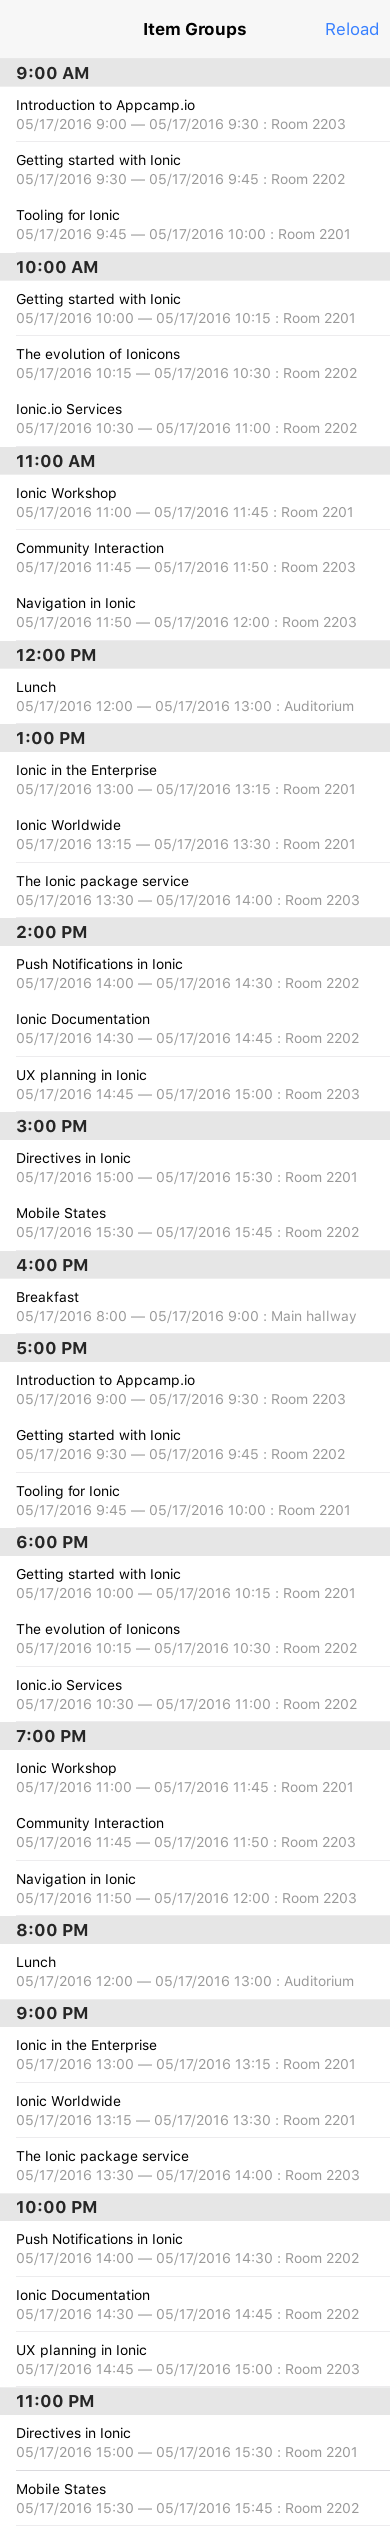 Item Groups
Reload
9:00 AM
Introduction to Appcamp.io
05/17/2016 9:00 — 05/17/2016 9:30 : Room 2203
Getting started with Ionic
05/17/2016 9:30 — 05/17/2016 9:45 : Room 2202
Tooling for Ionic
05/17/2016 9:45 — 05/17/2016 10:00 : Room 2201
10:00 AM
Getting started with Ionic
05/17/2016 10:00 — 05/17/2016 10:15 : Room 2201
The evolution of Ionicons
05/17/2016 10:15 — 05/17/2016 10:30 : Room 2202
Ionic.io Services
05/17/2016 10:30 — 05/17/2016 11:00 : Room 2202
11:00 AM
Ionic Workshop
05/17/2016 11:00 — 05/17/2016 11:45 : Room 2201
Community Interaction
05/17/2016 11:45 — 05/17/2016 11:50 : Room 2203
Navigation in Ionic
05/17/2016 11:50 — 05/17/2016 12:00 : Room 2203
12:00 PM
Lunch
05/17/2016 12:00 — 05/17/2016 13:00 : Auditorium
1:00 PM
Ionic in the Enterprise
05/17/2016 13:00 — 05/17/2016 13:15 : Room 2201
Ionic Worldwide
05/17/2016 13:15 — 05/17/2016 13:30 : Room 2201
The Ionic package service
05/17/2016 13:30 — 05/17/2016 14:00 : Room 2203
2:00 PM
Push Notifications in Ionic
05/17/2016 14:00 — 05/17/2016 14:30 : Room 2202
Ionic Documentation
05/17/2016 14:30 — 05/17/2016 14:45 : Room 2202
UX planning in Ionic
05/17/2016 14:45 — 05/17/2016 15:00 : Room 2203
3:00 PM
Directives in Ionic
05/17/2016 15:00 — 05/17/2016 15:30 : Room 2201
Mobile States
05/17/2016 15:30 — 05/17/2016 15:45 : Room 2202
4:00 PM
Breakfast
05/17/2016 8:00 — 05/17/2016 9:00 : Main hallway
5:00 PM
Introduction to Appcamp.io
05/17/2016 9:00 — 05/17/2016 9:30 : Room 2203
Getting started with Ionic
05/17/2016 9:30 — 05/17/2016 9:45 : Room 2202
Tooling for Ionic
05/17/2016 9:45 — 05/17/2016 10:00 : Room 2201
6:00 PM
Getting started with Ionic
05/17/2016 10:00 — 05/17/2016 10:15 : Room 2201
The evolution of Ionicons
05/17/2016 10:15 — 05/17/2016 10:30 : Room 2202
Ionic.io Services
05/17/2016 10:30 — 05/17/2016 11:00 : Room 2202
7:00 PM
Ionic Workshop
05/17/2016 11:00 — 05/17/2016 11:45 : Room 2201
Community Interaction
05/17/2016 11:45 — 05/17/2016 11:50 : Room 2203
Navigation in Ionic
05/17/2016 11:50 — 05/17/2016 12:00 : Room 2203
8:00 PM
Lunch
05/17/2016 12:00 — 05/17/2016 13:00 : Auditorium
9:00 PM
Ionic in the Enterprise
05/17/2016 13:00 — 05/17/2016 13:15 : Room 2201
Ionic Worldwide
05/17/2016 13:15 — 05/17/2016 13:30 : Room 2201
The Ionic package service
05/17/2016 13:30 — 05/17/2016 14:00 : Room 2203
10:00 PM
Push Notifications in Ionic
05/17/2016 14:00 — 05/17/2016 14:30 : Room 2202
Ionic Documentation
05/17/2016 14:30 — 05/17/2016 14:45 : Room 2202
UX planning in Ionic
05/17/2016 14:45 — 05/17/2016 15:00 : Room 2203
11:00 PM
Directives in Ionic
05/17/2016 15:00 — 05/17/2016 15:30 : Room 2201
Mobile States
05/17/2016 15:30 — 05/17/2016 15:45 : Room 2202